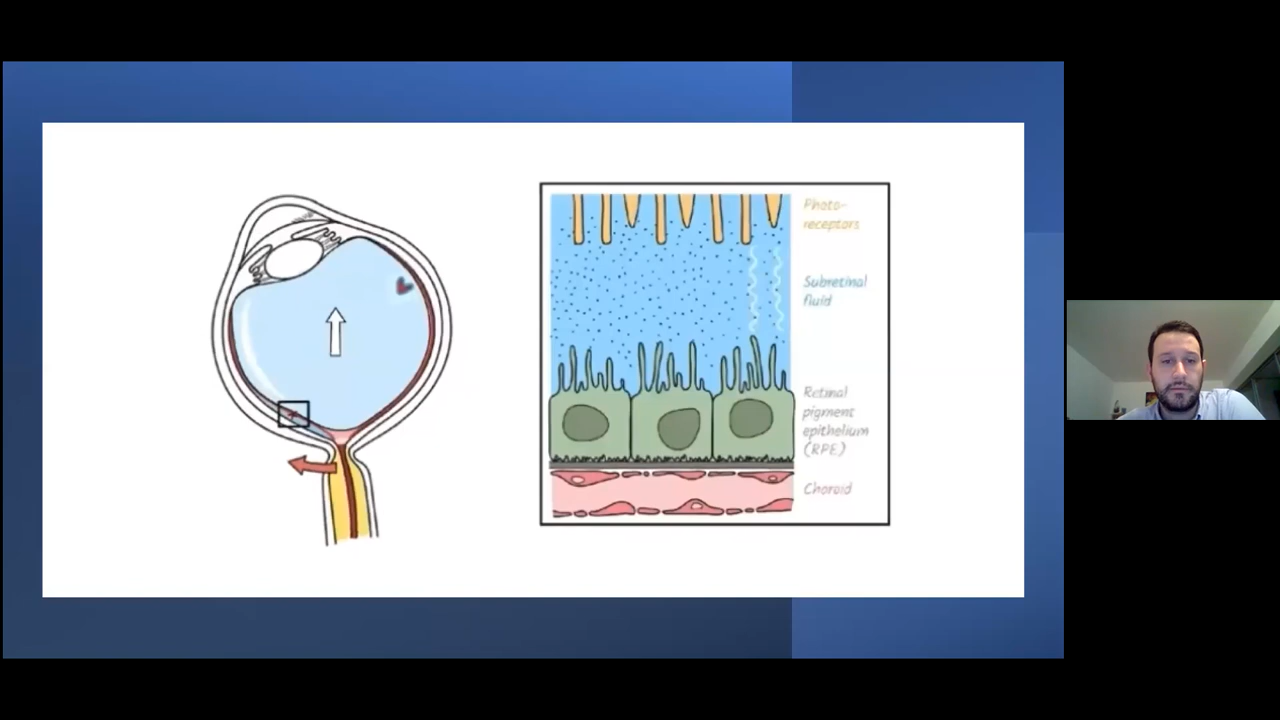 Photo-
receptors
Subretinal
fluid
Retinal
pigment
epithelium
(RPE)
Choroid